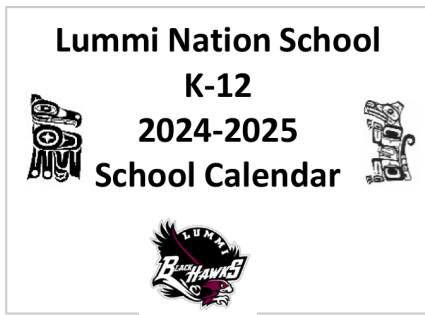 Lummi Nation School
K-12
2024-2025
School Calendar
LUMMI
BLACKHAWKS